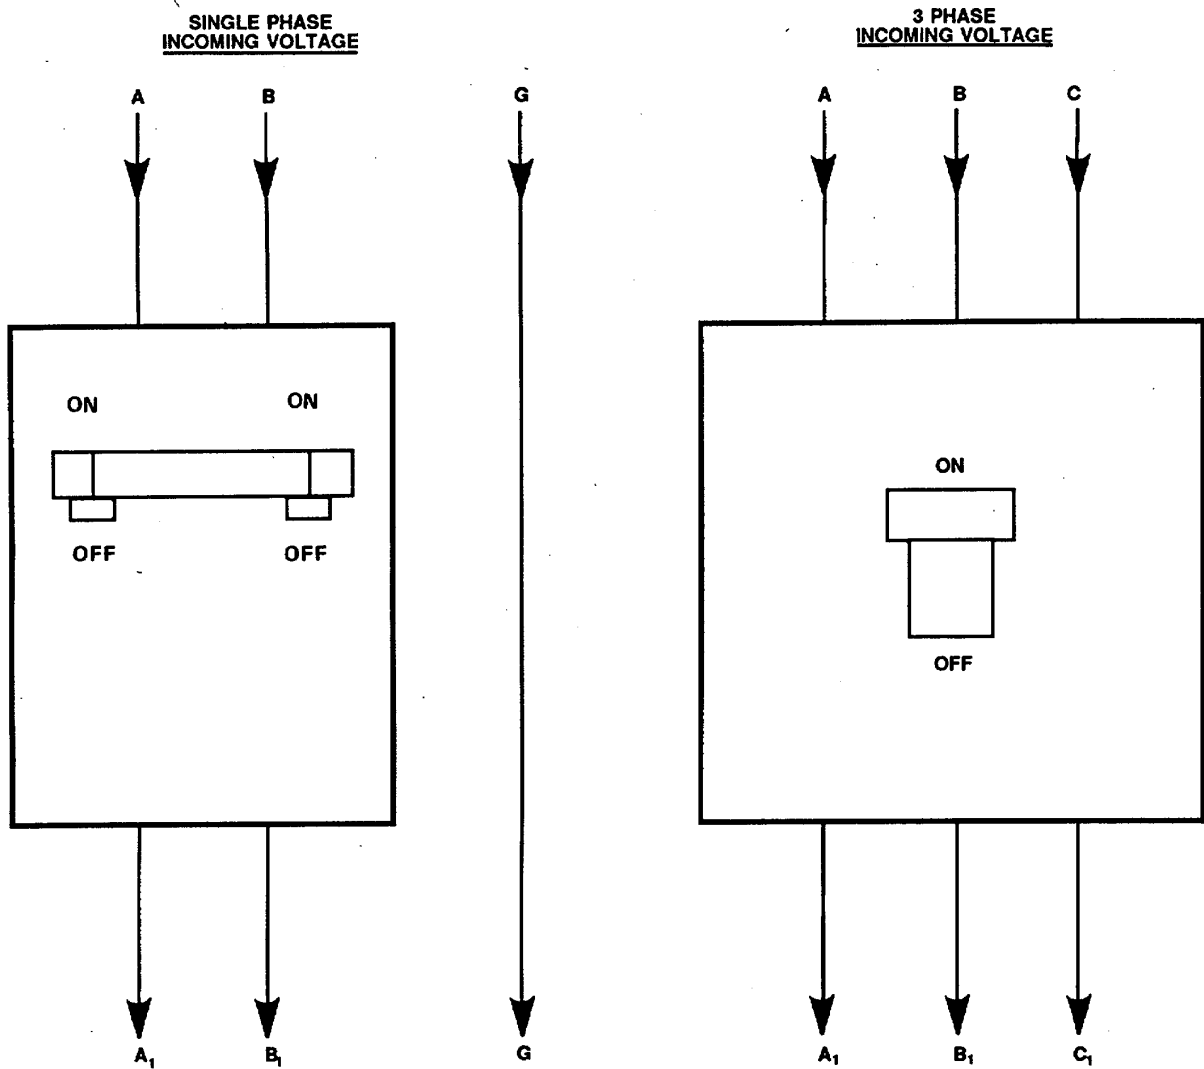 SINGLE PHASE
INCOMING VOLTAGE
3 PHASE
INCOMING VOLTAGE
A B G A B C
ON ON
OFF OFF
ON
OFF
A₁ B₁ G A₁ B₁ C₁